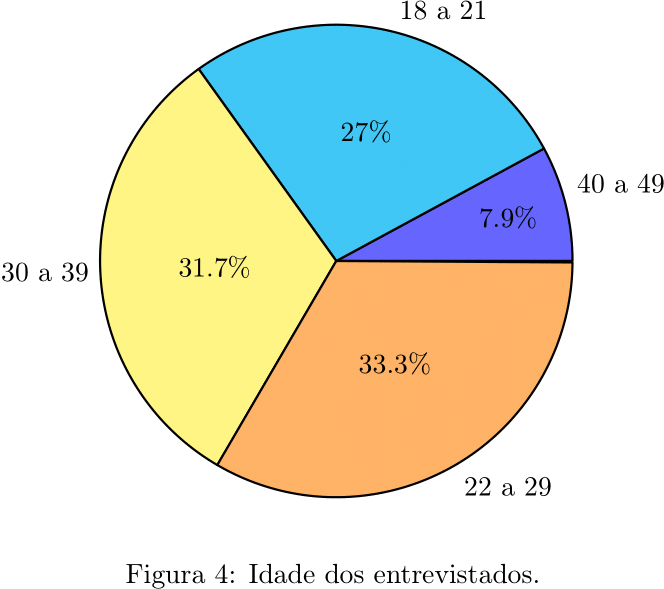 18 a 21
27%
40 a 49
7.9%
30 a 39
31.7%
33.3%
22 a 29
Figura 4: Idade dos entrevistados.